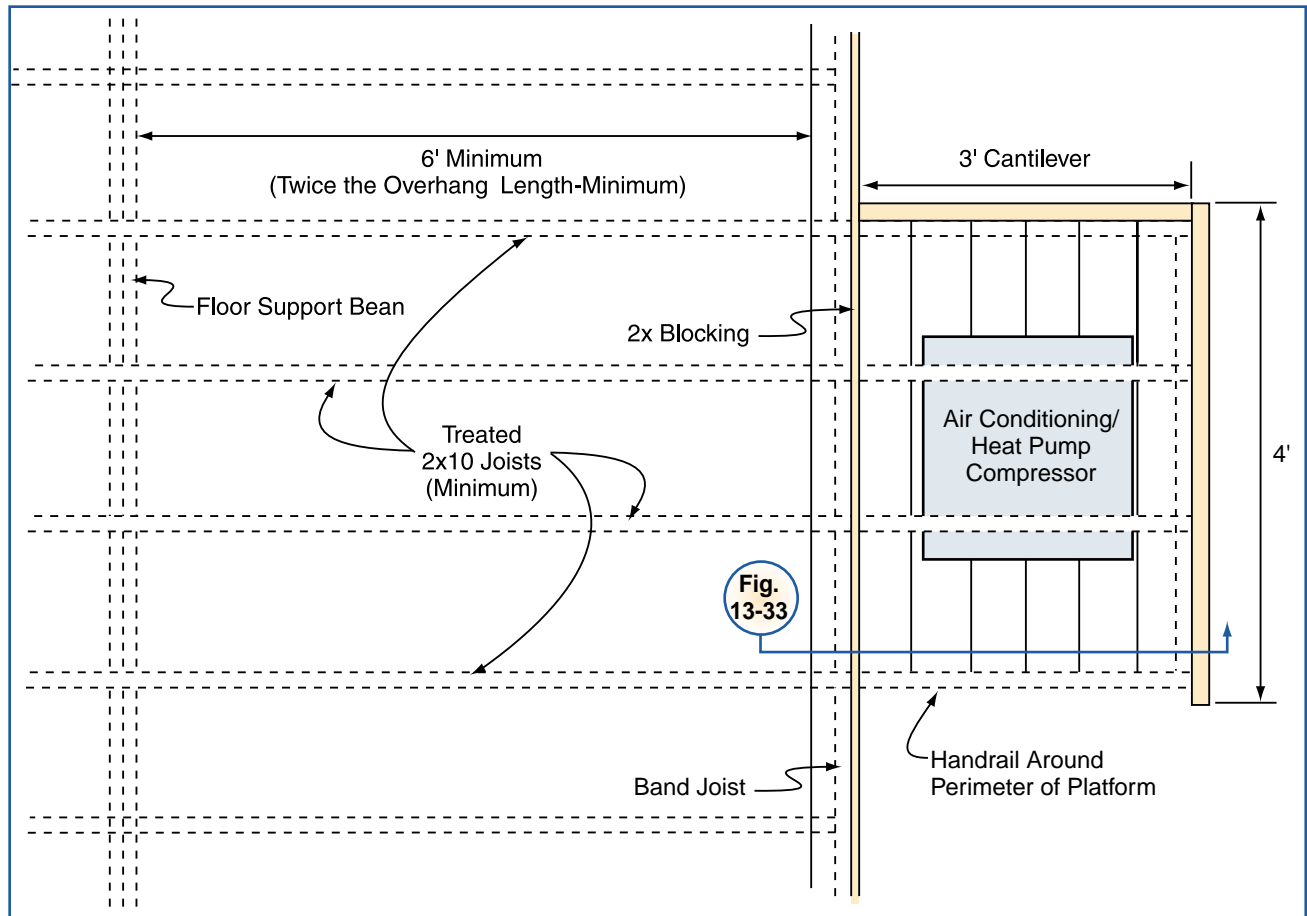 6' Minimum
(Twice the Overhang Length-Minimum)
3' Cantilever
Floor Support Bean
2x Blocking
Air Conditioning/
Heat Pump
Compressor
4'
Treated
2x10 Joists
(Minimum)
Fig.
13-33
Band Joist
Handrail Around
Perimeter of Platform